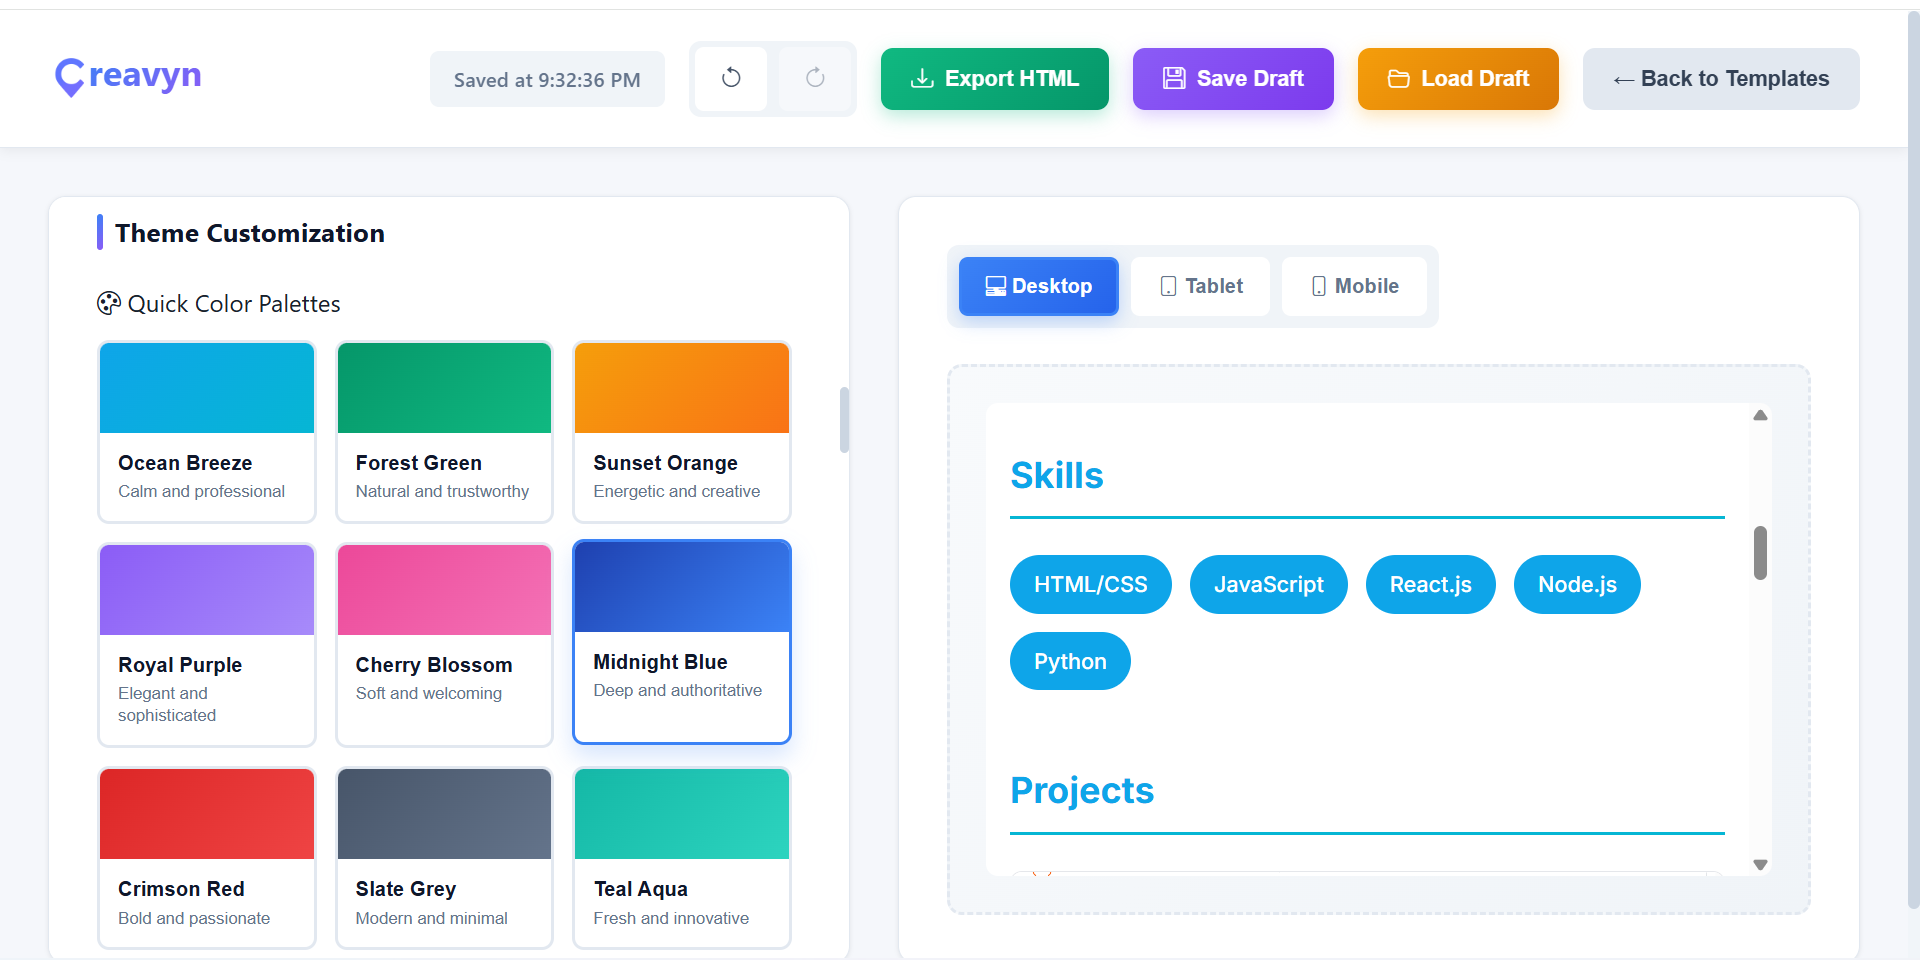 Creavyn
Saved at 9:32:36 PM
Export HTML
Save Draft
Load Draft
← Back to Templates
Theme Customization
Quick Color Palettes
Ocean Breeze
Calm and professional
Forest Green
Natural and trustworthy
Sunset Orange
Energetic and creative
Royal Purple
Elegant and
sophisticated
Cherry Blossom
Soft and welcoming
Midnight Blue
Deep and authoritative
Crimson Red
Bold and passionate
Slate Grey
Modern and minimal
Teal Aqua
Fresh and innovative
Desktop
Tablet
Mobile
Skills
HTML/CSS
JavaScript
React.js
Node.js
Python
Projects